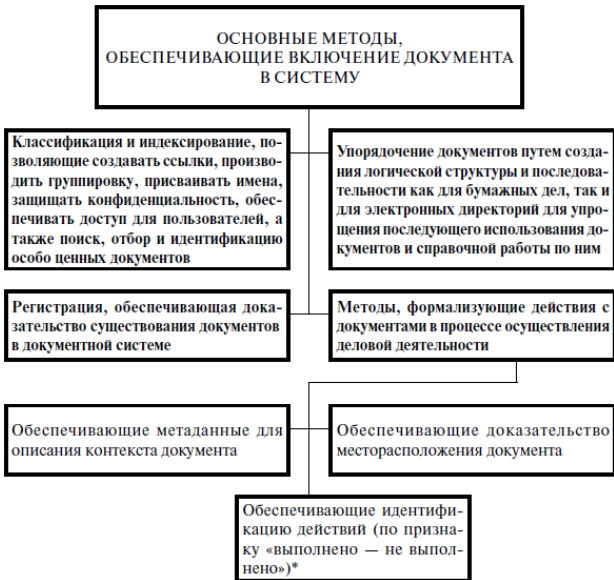 ОСНОВНЫЕ МЕТОДЫ,
ОБЕСПЕЧИВАЮЩИЕ ВКЛЮЧЕНИЕ ДОКУМЕНТА
В СИСТЕМУ
Классификация и индексирование, по-
зволяющие создавать ссылки, произво-
дить группировку, присваивать имена,
защищать конфиденциальность, обес-
печивать доступ для пользователей, а
также поиск, отбор и идентификацию
особо ценных документов
Упорядочение документов путем созда-
ния логической структуры и последова-
тельности как для бумажных дел, так и
для электронных директорий для упро-
щения последующего использования до-
кументов и справочной работы по ним
Регистрация, обеспечивающая дока-
зательство существования документов
в документной системе
Методы, формализующие действия с
документами в процессе осуществления
деловой деятельности
Обеспечивающие метаданные для
описания контекста документа
Обеспечивающие доказательство
месторасположения документа
Обеспечивающие идентифи-
кацию действий (по призна-
ку «выполнено — не выпол-
нено»)*